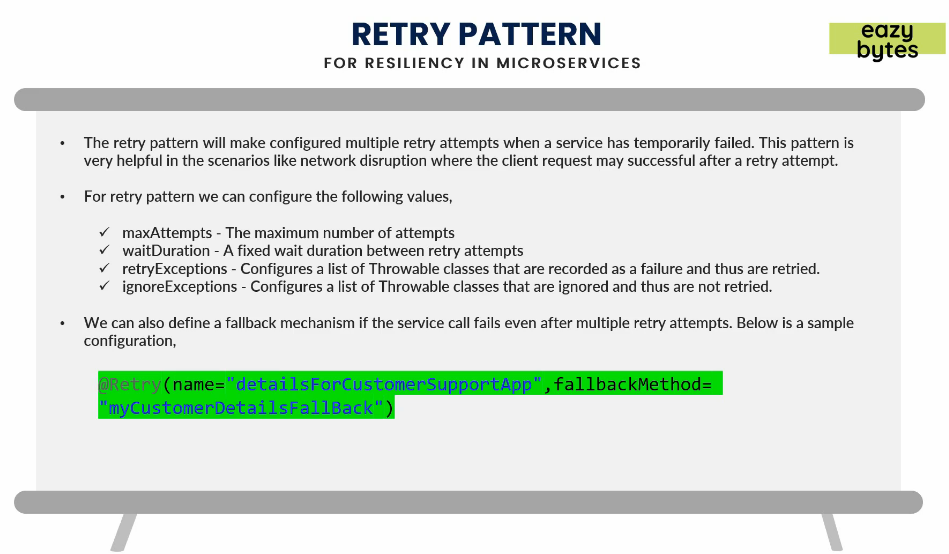 RETRY PATTERN
FOR RESILIENCY IN MICROSERVICES
eazy
bytes
• The retry pattern will make configured multiple retry attempts when a service has temporarily failed. This pattern is
very helpful in the scenarios like network disruption where the client request may successful after a retry attempt.
• For retry pattern we can configure the following values,
✓ maxAttempts - The maximum number of attempts
✓ waitDuration - A fixed wait duration between retry attempts
✓ retryExceptions - Configures a list of Throwable classes that are recorded as a failure and thus are retried.
✓ ignoreExceptions - Configures a list of Throwable classes that are ignored and thus are not retried.
• We can also define a fallback mechanism if the service call fails even after multiple retry attempts. Below is a sample
configuration,
@Retry(name="detailsForCustomerSupportApp",fallbackMethod=
"myCustomerDetailsFallBack")